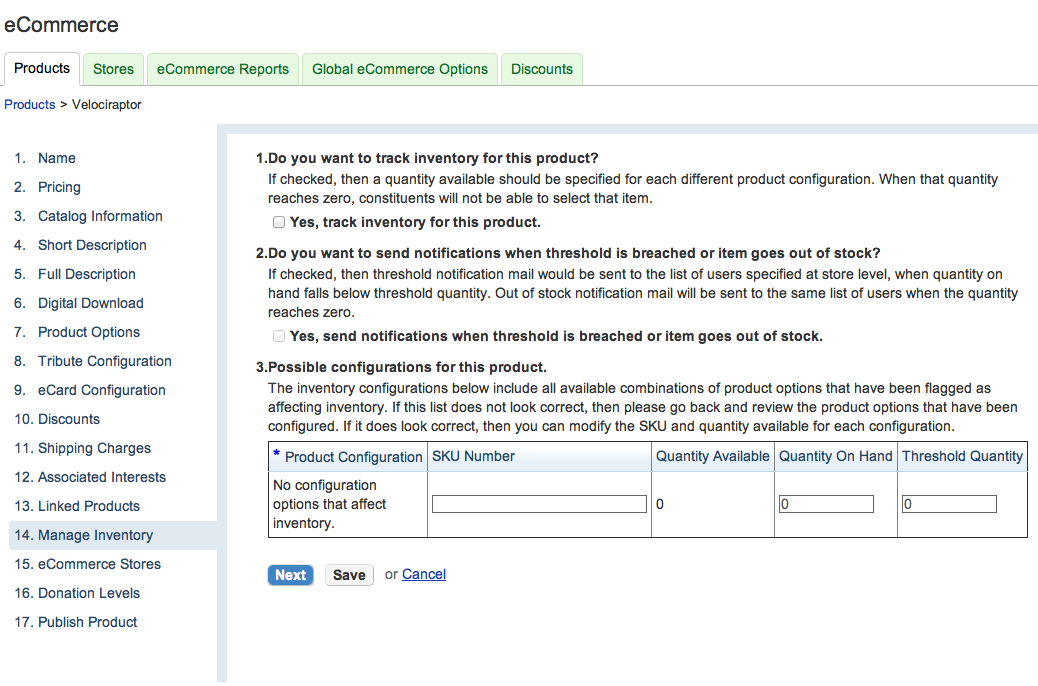 eCommerce
Products Stores eCommerce Reports Global eCommerce Options Discounts
Products > Velociraptor
1. Name
2. Pricing
3. Catalog Information
4. Short Description
5. Full Description
6. Digital Download
7. Product Options
8. Tribute Configuration
9. eCard Configuration
10. Discounts
11. Shipping Charges
12. Associated Interests
13. Linked Products
14. Manage Inventory
15. eCommerce Stores
16. Donation Levels
17. Publish Product
1.Do you want to track inventory for this product?
If checked, then a quantity available should be specified for each different product configuration. When that quantity
reaches zero, constituents will not be able to select that item.
Yes, track inventory for this product.
2.Do you want to send notifications when threshold is breached or item goes out of stock?
If checked, then threshold notification mail would be sent to the list of users specified at store level, when quantity on
hand falls below threshold quantity. Out of stock notification mail will be sent to the same list of users when the quantity
reaches zero.
Yes, send notifications when threshold is breached or item goes out of stock.
3.Possible configurations for this product.
The inventory configurations below include all available combinations of product options that have been flagged as
affecting inventory. If this list does not look correct, then please go back and review the product options that have been
configured. If it does look correct, then you can modify the SKU and quantity available for each configuration.
* Product Configuration SKU Number Quantity Available Quantity On Hand Threshold Quantity
No configuration
options that affect 0 0 0
inventory.
Next Save or Cancel